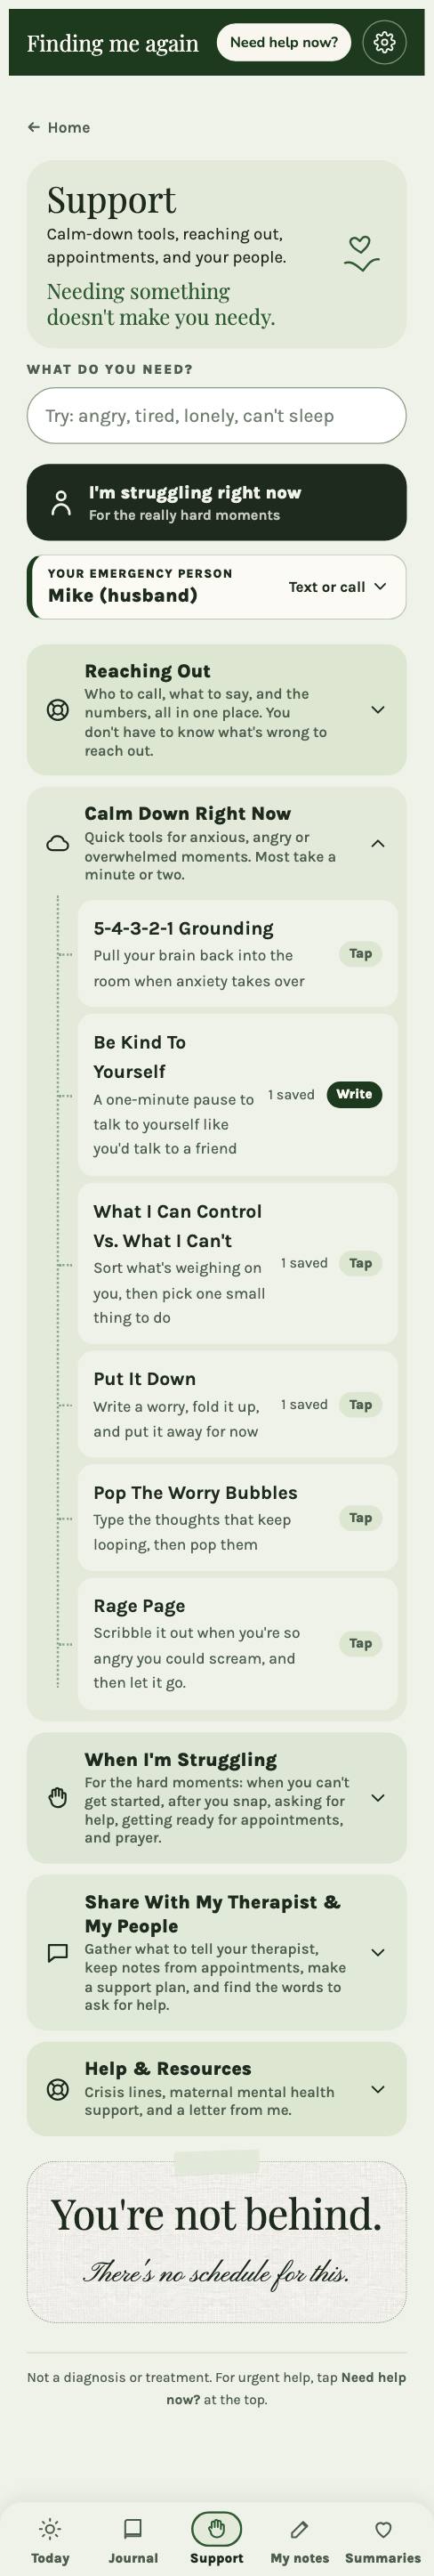 Finding me again
Need help now?
← Home
Support
Calm-down tools, reaching out,
appointments, and your people.
Needing something
doesn't make you needy.
WHAT DO YOU NEED?
Try: angry, tired, lonely, can't sleep
I'm struggling right now
For the really hard moments
YOUR EMERGENCY PERSON
Mike (husband)
Text or call
Reaching Out
Who to call, what to say, and the
numbers, all in one place. You
don't have to know what's wrong to
reach out.
Calm Down Right Now
Quick tools for anxious, angry or
overwhelmed moments. Most take a
minute or two.
5-4-3-2-1 Grounding
Pull your brain back into the
room when anxiety takes over
Tap
Be Kind To
Yourself
A one-minute pause to
talk to yourself like
you'd talk to a friend
1 saved
Write
What I Can Control
Vs. What I Can't
Sort what's weighing on
you, then pick one small
thing to do
1 saved
Tap
Put It Down
Write a worry, fold it up,
and put it away for now
1 saved
Tap
Pop The Worry Bubbles
Type the thoughts that keep
looping, then pop them
Tap
Rage Page
Scribble it out when you're so
angry you could scream, and
then let it go.
Tap
When I'm Struggling
For the hard moments: when you can't
get started, after you snap, asking for
help, getting ready for appointments,
and prayer.
Share With My Therapist &
My People
Gather what to tell your therapist,
keep notes from appointments, make
a support plan, and find the words to
ask for help.
Help & Resources
Crisis lines, maternal mental health
support, and a letter from me.
You're not behind.
There's no schedule for this.
Not a diagnosis or treatment. For urgent help, tap Need help
now? at the top.
Today
Journal
Support
My notes
Summaries